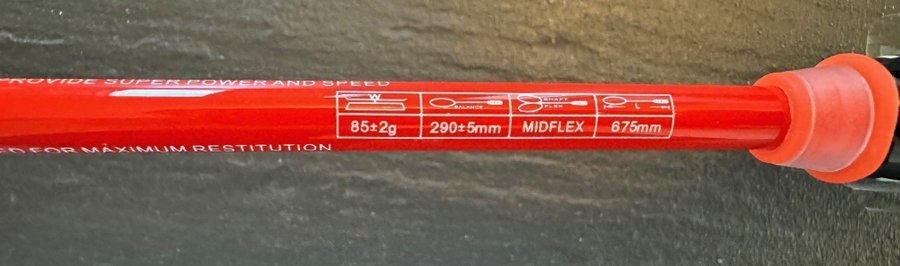 PROVIDE SUPER POWER AND SPEED
W BALANCE SHAFT FLEX L
85±2g 290±5mm MIDFLEX 675mm
FOR MAXIMUM RESTITUTION